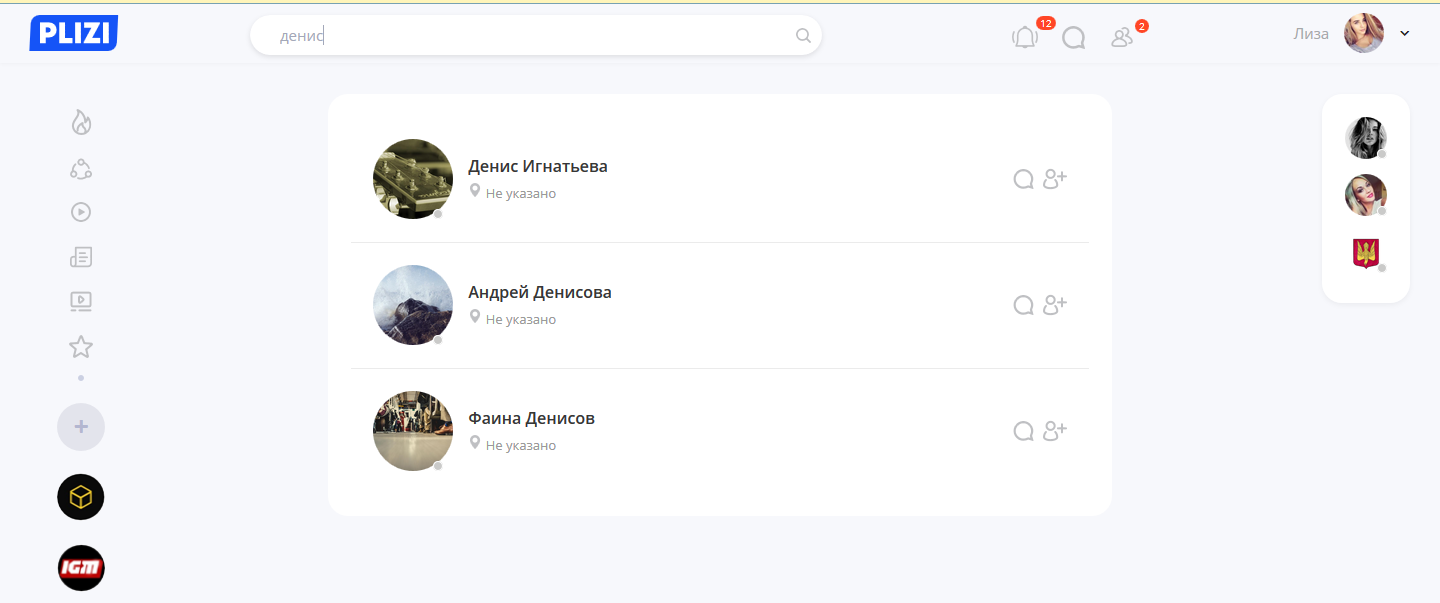 PLIZI
денис
12
2
Лиза
Денис Игнатьева
Не указано
Андрей Денисова
Не указано
Фаина Денисов
Не указано
IGM